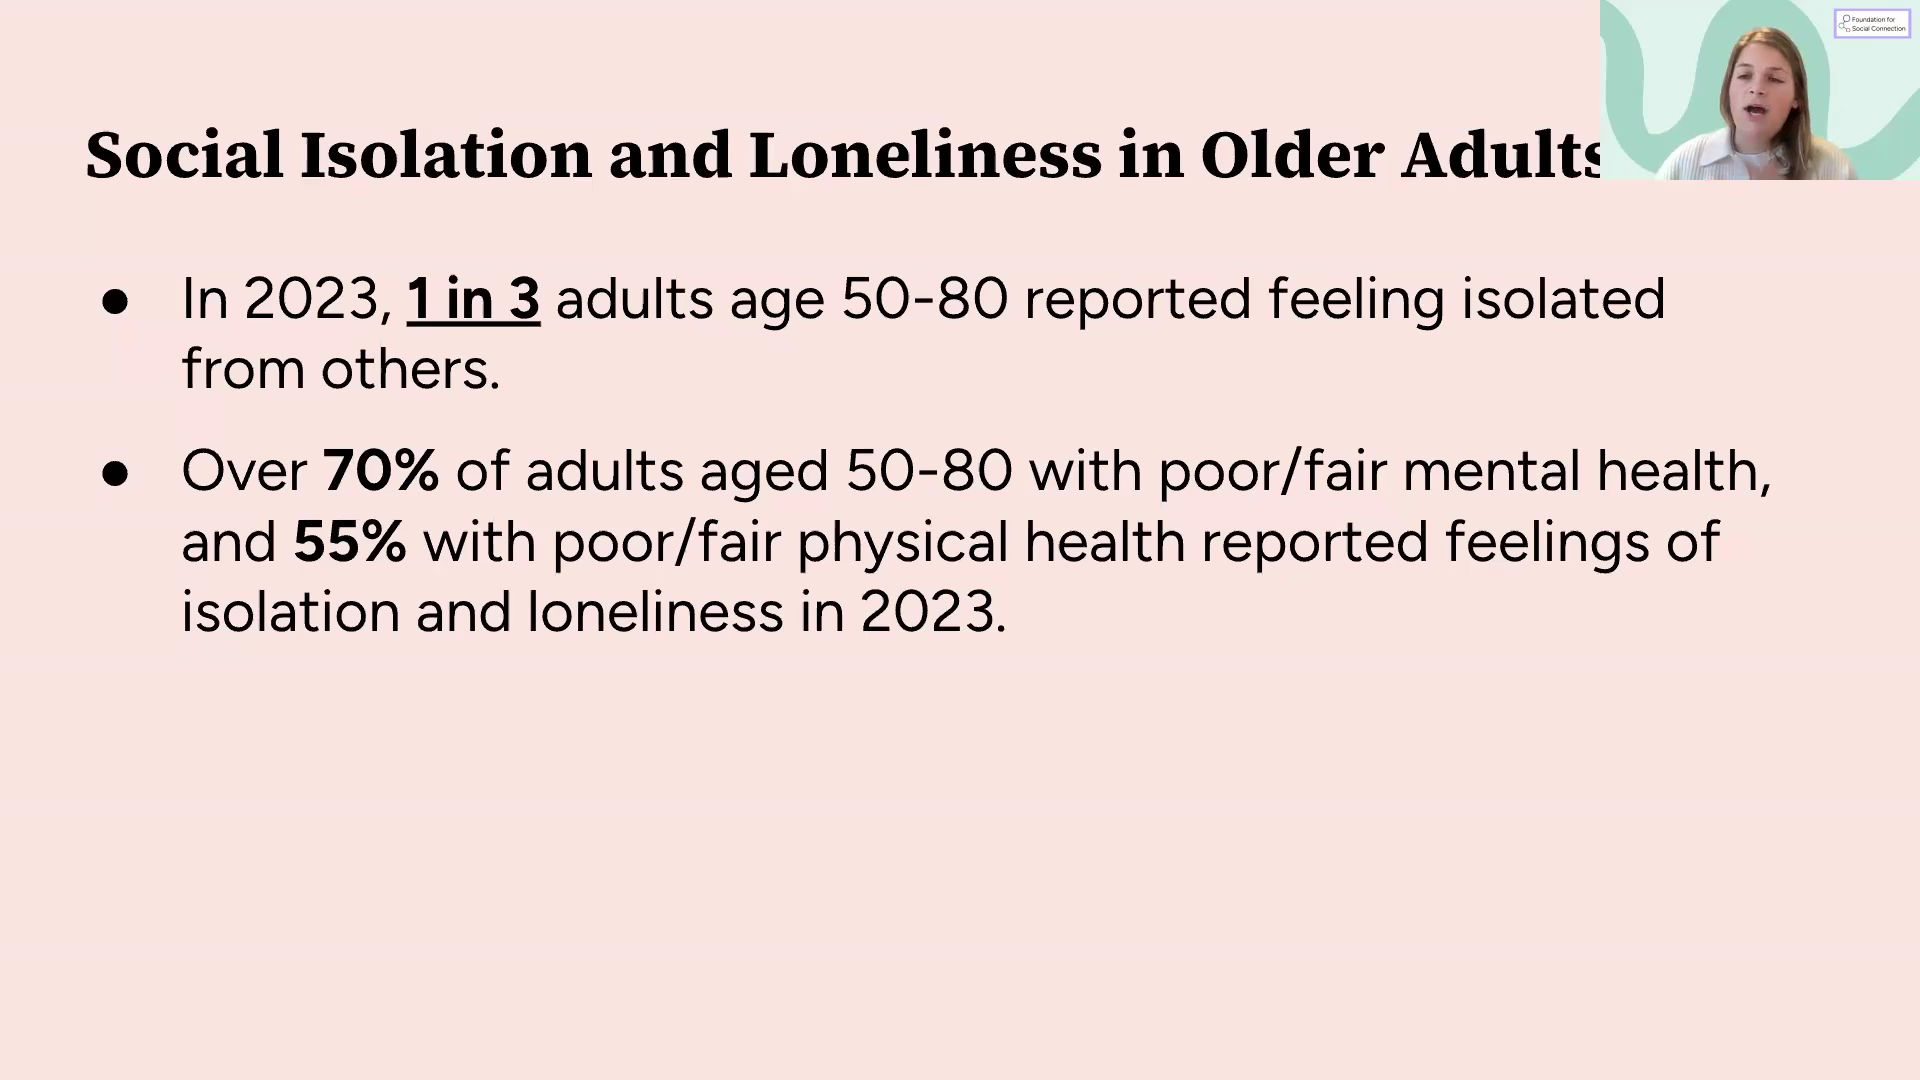 Foundation for
Social Connection
Social Isolation and Loneliness in Older Adults
● In 2023, 1 in 3 adults age 50-80 reported feeling isolated
from others.
● Over 70% of adults aged 50-80 with poor/fair mental health,
and 55% with poor/fair physical health reported feelings of
isolation and loneliness in 2023.